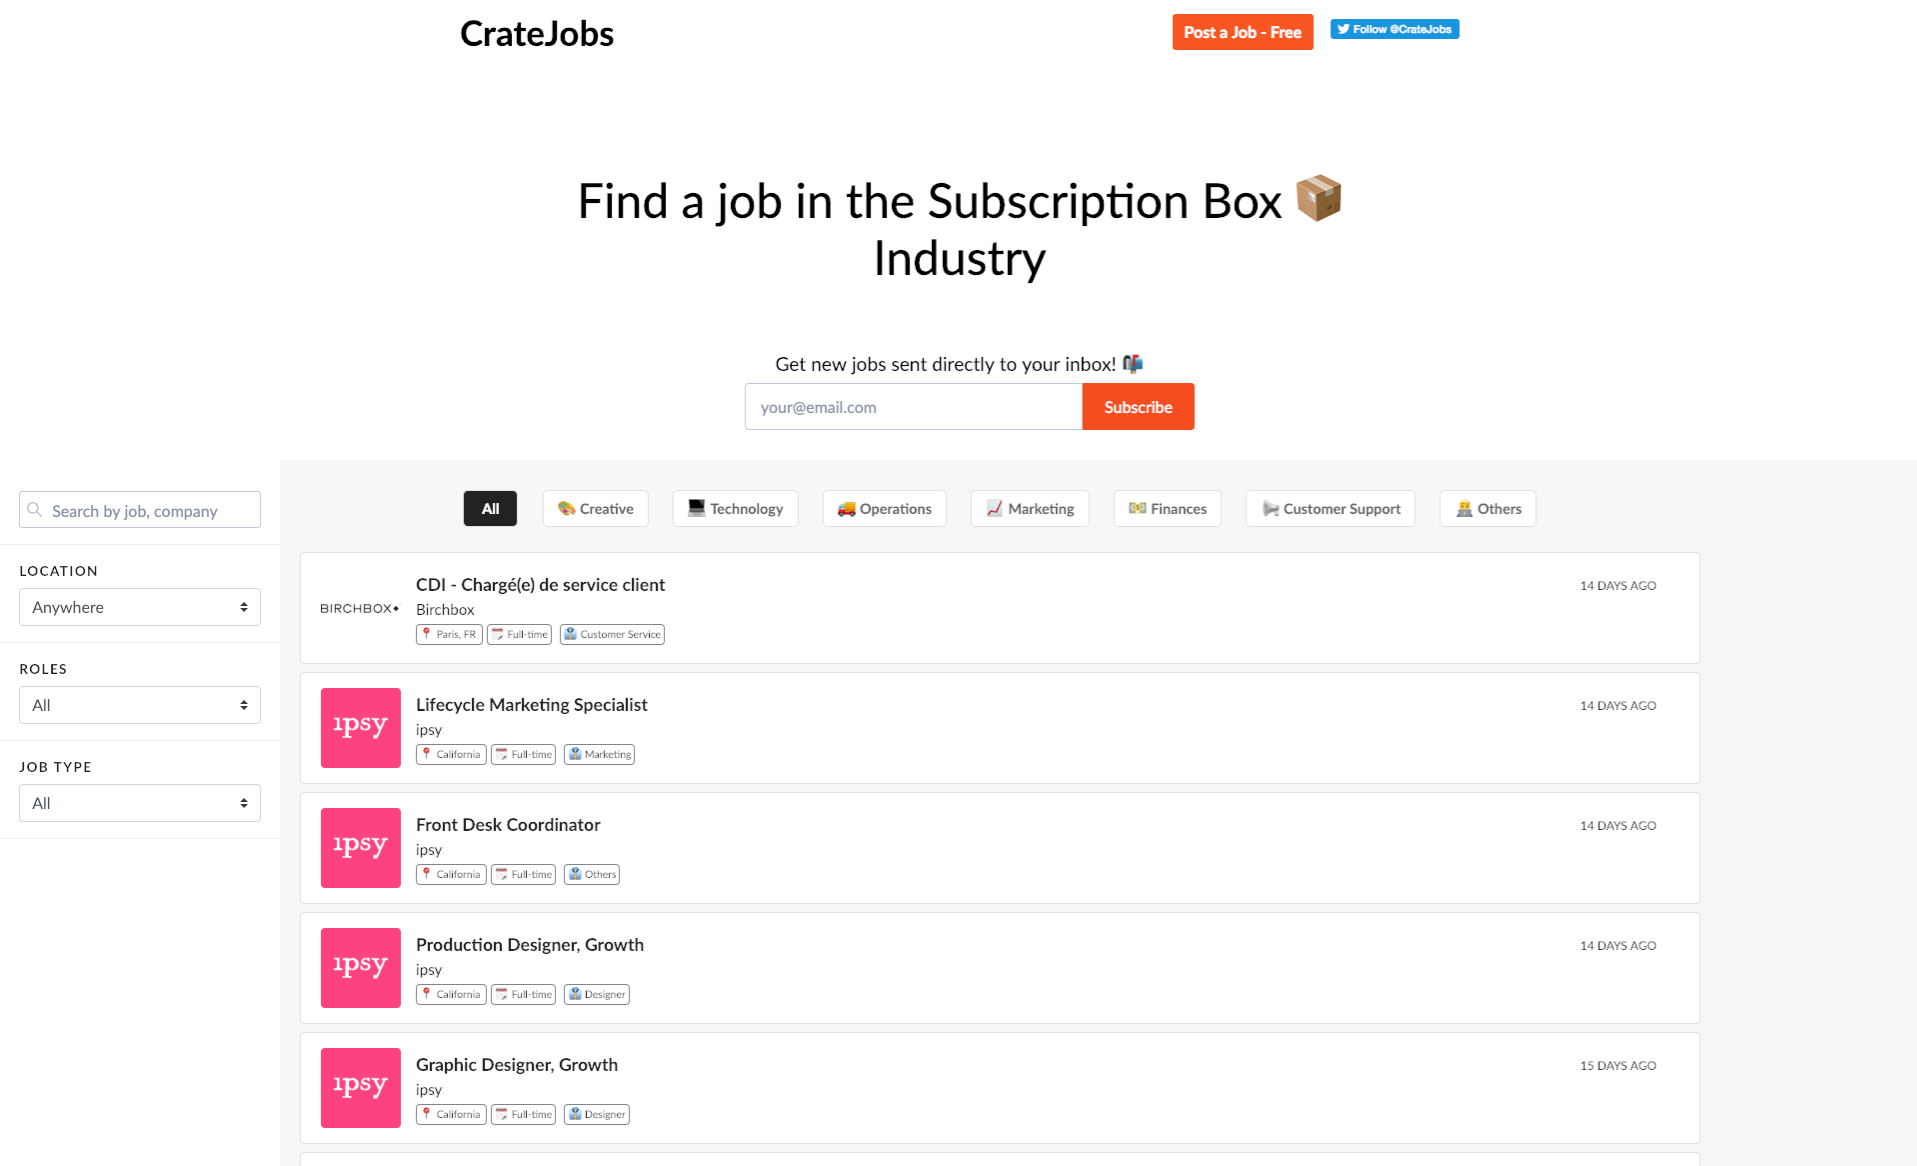 CrateJobs
Post a Job - Free
Follow @CrateJobs
Find a job in the Subscription Box
Industry
Get new jobs sent directly to your inbox!
your@email.com
Subscribe
Search by job, company
LOCATION
Anywhere
ROLES
All
JOB TYPE
All
All
Creative
Technology
Operations
Marketing
Finances
Customer Support
Others
BIRCHBOX
CDI - Chargé(e) de service client
14 DAYS AGO
Birchbox
Paris, FR
Full-time
Customer Service
ipsy
Lifecycle Marketing Specialist
14 DAYS AGO
ipsy
California
Full-time
Marketing
ipsy
Front Desk Coordinator
14 DAYS AGO
ipsy
California
Full-time
Others
ipsy
Production Designer, Growth
14 DAYS AGO
ipsy
California
Full-time
Designer
ipsy
Graphic Designer, Growth
15 DAYS AGO
ipsy
California
Full-time
Designer